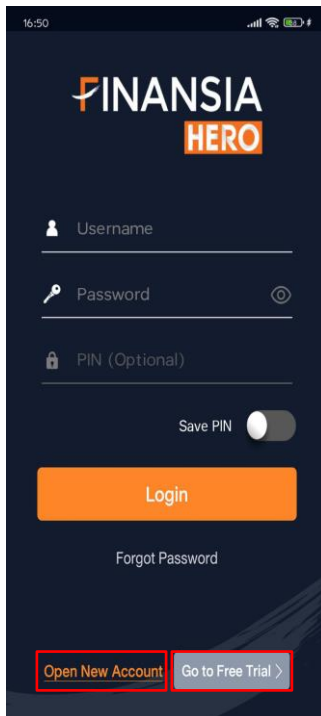 16:50
FINANSIA
HERO
Username
Password
PIN (Optional)
Save PIN
Login
Forgot Password
Open New Account
Go to Free Trial >